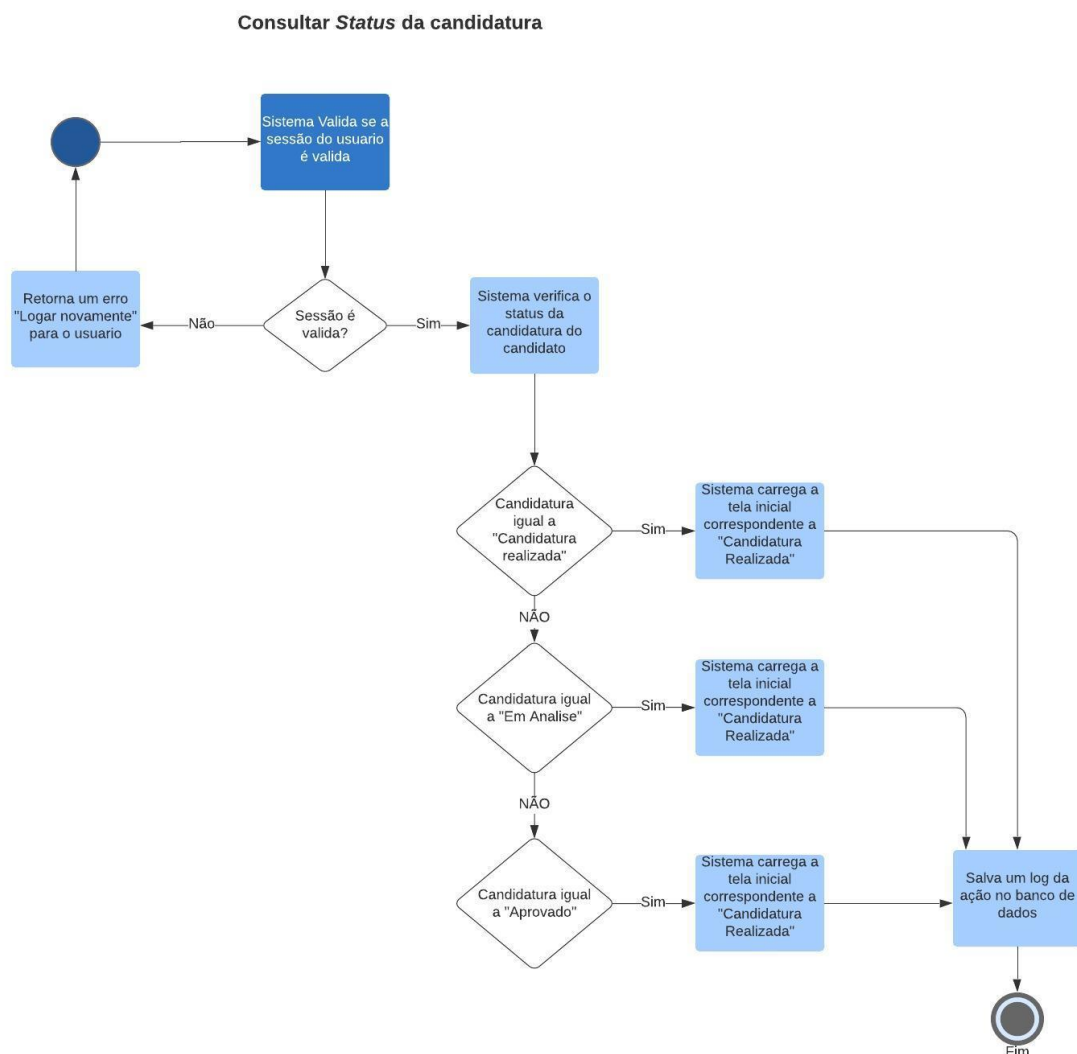 Consultar Status da candidatura
Sistema Valida se a
sessão do usuario
é valida
Retorna um erro
"Logar novamente"
para o usuario
Não
Sessão é
valida?
Sim
Sistema verifica o
status da
candidatura do
candidato
Candidatura
igual a
"Candidatura
realizada"
Sim
Sistema carrega a
tela inicial
correspondente a
"Candidatura
Realizada"
NÃO
Candidatura igual
a "Em Analise"
Sim
Sistema carrega a
tela inicial
correspondente a
"Candidatura
Realizada"
NÃO
Candidatura igual
a "Aprovado"
Sim
Sistema carrega a
tela inicial
correspondente a
"Candidatura
Realizada"
Salva um log da
ação no banco de
dados
Fim